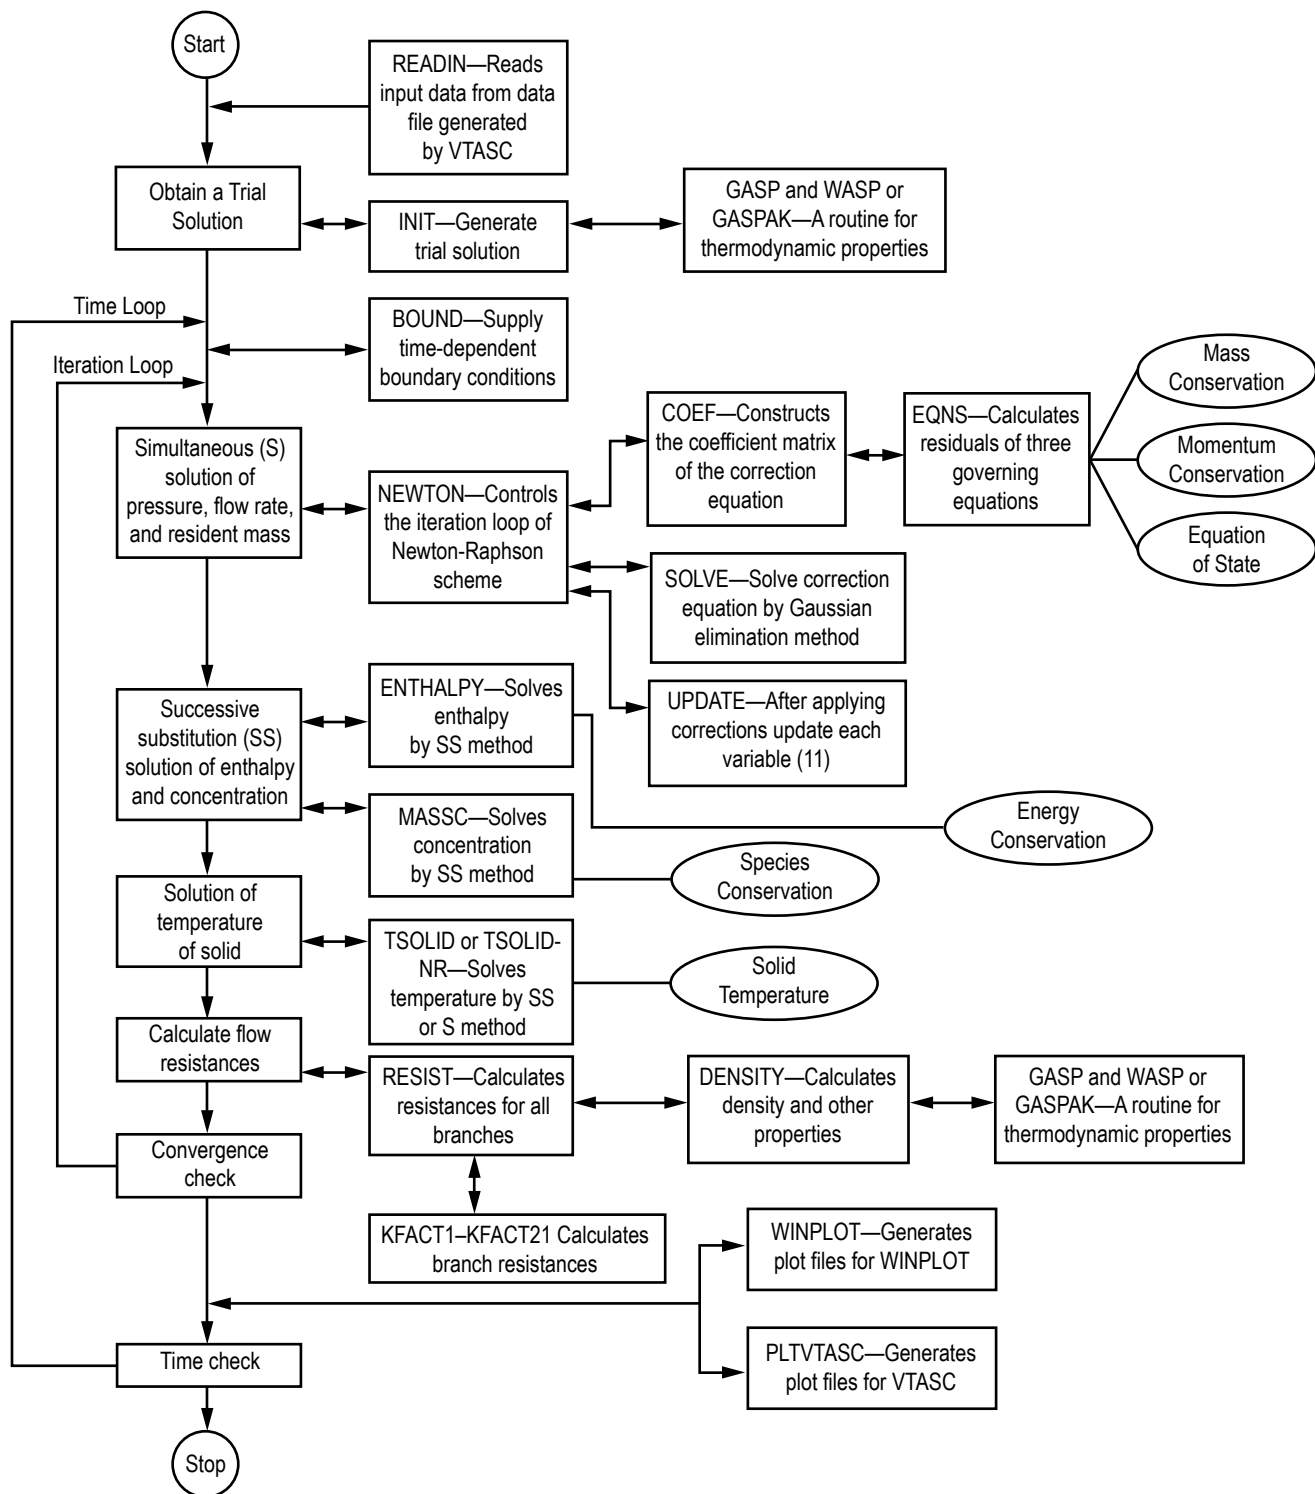 Start
READIN—Reads
input data from data
file generated
by VTASC
Obtain a Trial
Solution
INIT—Generate
trial solution
GASP and WASP or
GASPAK—A routine for
thermodynamic properties
Time Loop
BOUND—Supply
time-dependent
boundary conditions
Iteration Loop
Simultaneous (S)
solution of
pressure, flow rate,
and resident mass
NEWTON—Controls
the iteration loop of
Newton-Raphson
scheme
COEF—Constructs
the coefficient matrix
of the correction
equation
EQNS—Calculates
residuals of three
governing
equations
Mass
Conservation
Momentum
Conservation
Equation
of State
SOLVE—Solve correction
equation by Gaussian
elimination method
UPDATE—After applying
corrections update each
variable (11)
Successive
substitution (SS)
solution of enthalpy
and concentration
ENTHALPY—Solves
enthalpy
by SS method
Energy
Conservation
MASSC—Solves
concentration
by SS method
Species
Conservation
Solution of
temperature
of solid
TSOLID or TSOLID-
NR—Solves
temperature by SS
or S method
Solid
Temperature
Calculate flow
resistances
RESIST—Calculates
resistances for all
branches
DENSITY—Calculates
density and other
properties
GASP and WASP or
GASPAK—A routine for
thermodynamic properties
Convergence
check
KFACT1–KFACT21 Calculates
branch resistances
WINPLOT—Generates
plot files for WINPLOT
Time check
PLTVTASC—Generates
plot files for VTASC
Stop